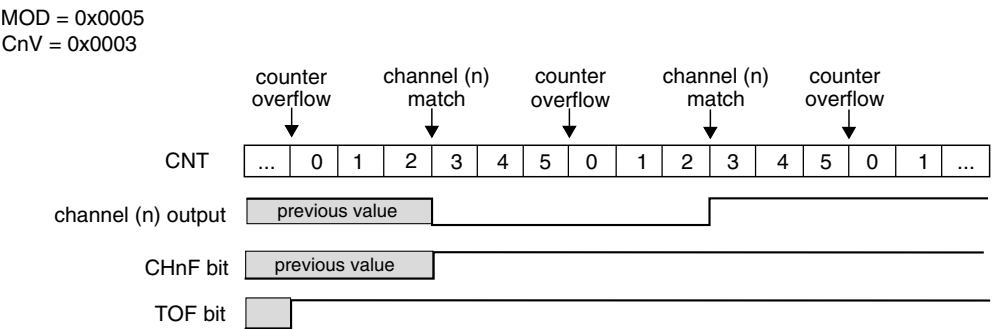 MOD = 0x0005
CnV = 0x0003
counter overflow
channel (n) match
counter overflow
channel (n) match
counter overflow
CNT ... 0 1 2 3 4 5 0 1 2 3 4 5 0 1 ...
channel (n) output previous value
CHnF bit previous value
TOF bit